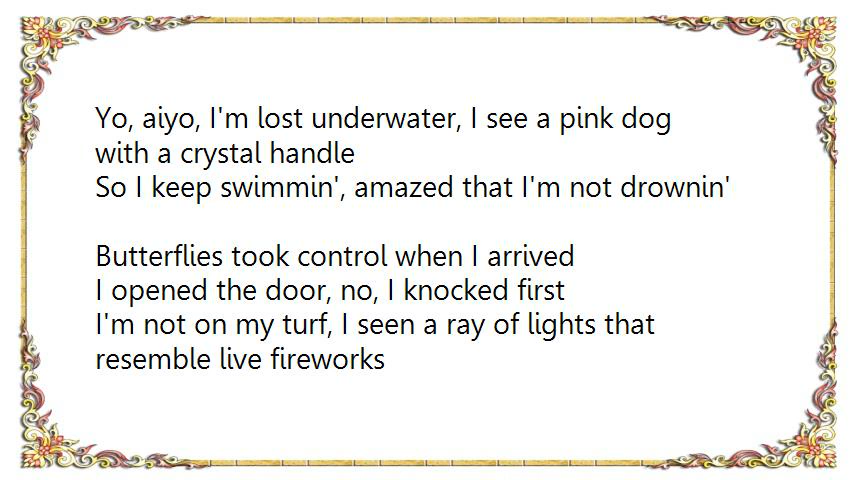 Yo, aiyo, I'm lost underwater, I see a pink dog
with a crystal handle
So I keep swimmin', amazed that I'm not drownin'
Butterflies took control when I arrived
I opened the door, no, I knocked first
I'm not on my turf, I seen a ray of lights that
resemble live fireworks